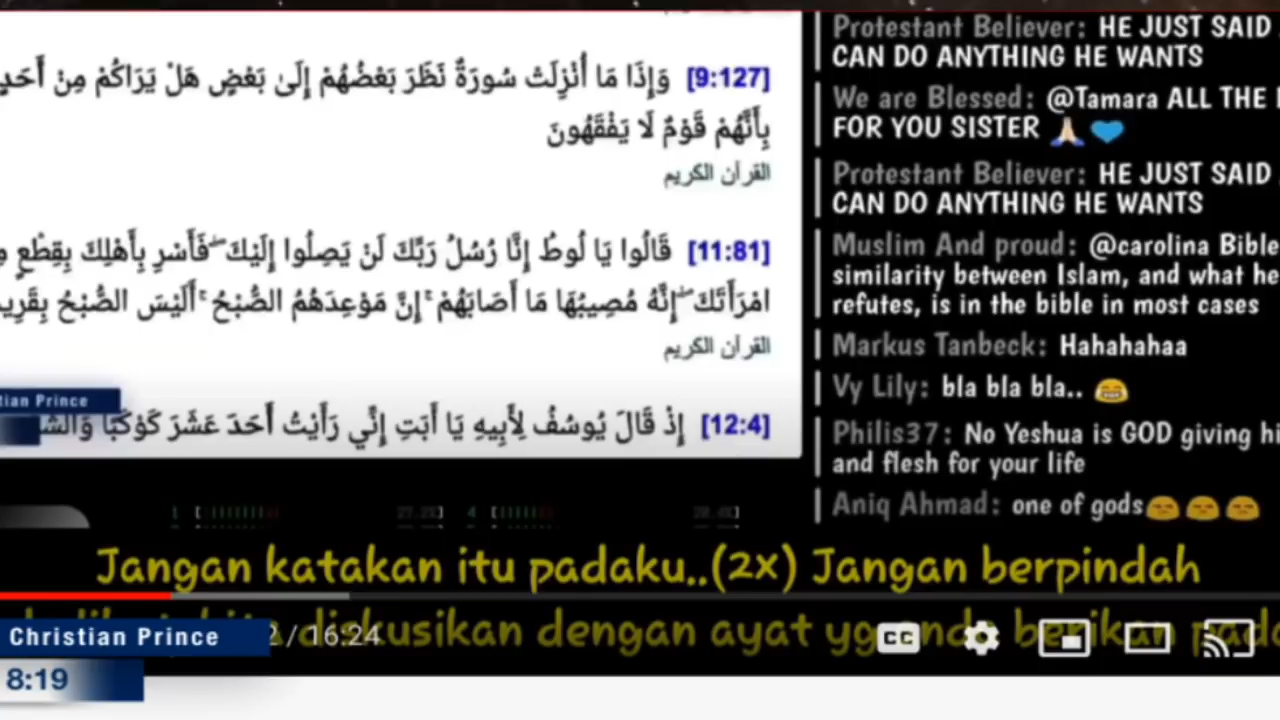 [9:127] وَإِذَا مَا أُنْزِلَتْ سُورَةٌ نَظَرَ بَعْضُهُمْ إِلَىٰ بَعْضٍ هَلْ يَرَاكُمْ مِنْ أَحَدٍ
بِأَنَّهُمْ قَوْمٌ لَا يَفْقَهُونَ
القرآن الكريم
[11:81] قَالُوا يَا لُوطُ إِنَّا رُسُلُ رَبِّكَ لَنْ يَصِلُوا إِلَيْكَ ۖ فَأَسْرِ بِأَهْلِكَ بِقِطْعٍ
امْرَأَتَكَ ۖ إِنَّهُ مُصِيبُهَا مَا أَصَابَهُمْ ۚ إِنَّ مَوْعِدَهُمُ الصُّبْحُ ۚ أَلَيْسَ الصُّبْحُ
القرآن الكريم
[12:4] إِذْ قَالَ يُوسُفُ لِأَبِيهِ يَا أَبَتِ إِنِّي رَأَيْتُ أَحَدَ عَشَرَ كَوْكَبًا
Protestant Believer: HE JUST SAID
CAN DO ANYTHING HE WANTS
We are Blessed: @Tamara ALL THE
FOR YOU SISTER 🙏🏻 💙
Protestant Believer: HE JUST SAID
CAN DO ANYTHING HE WANTS
Muslim And proud: @carolina Bible
similarity between Islam, and what he
refutes, is in the bible in most cases
Markus Tanbeck: Hahahahaa
Vy Lily: bla bla bla.. 😂
Philis37: No Yeshua is GOD giving
and flesh for your life
Aniq Ahmad: one of gods😑😑😑
Prince
Jangan katakan itu padaku..(2x) Jangan berpindah
diskusikan dengan ayat yg
/ 16:24
CC
Christian Prince
8:19